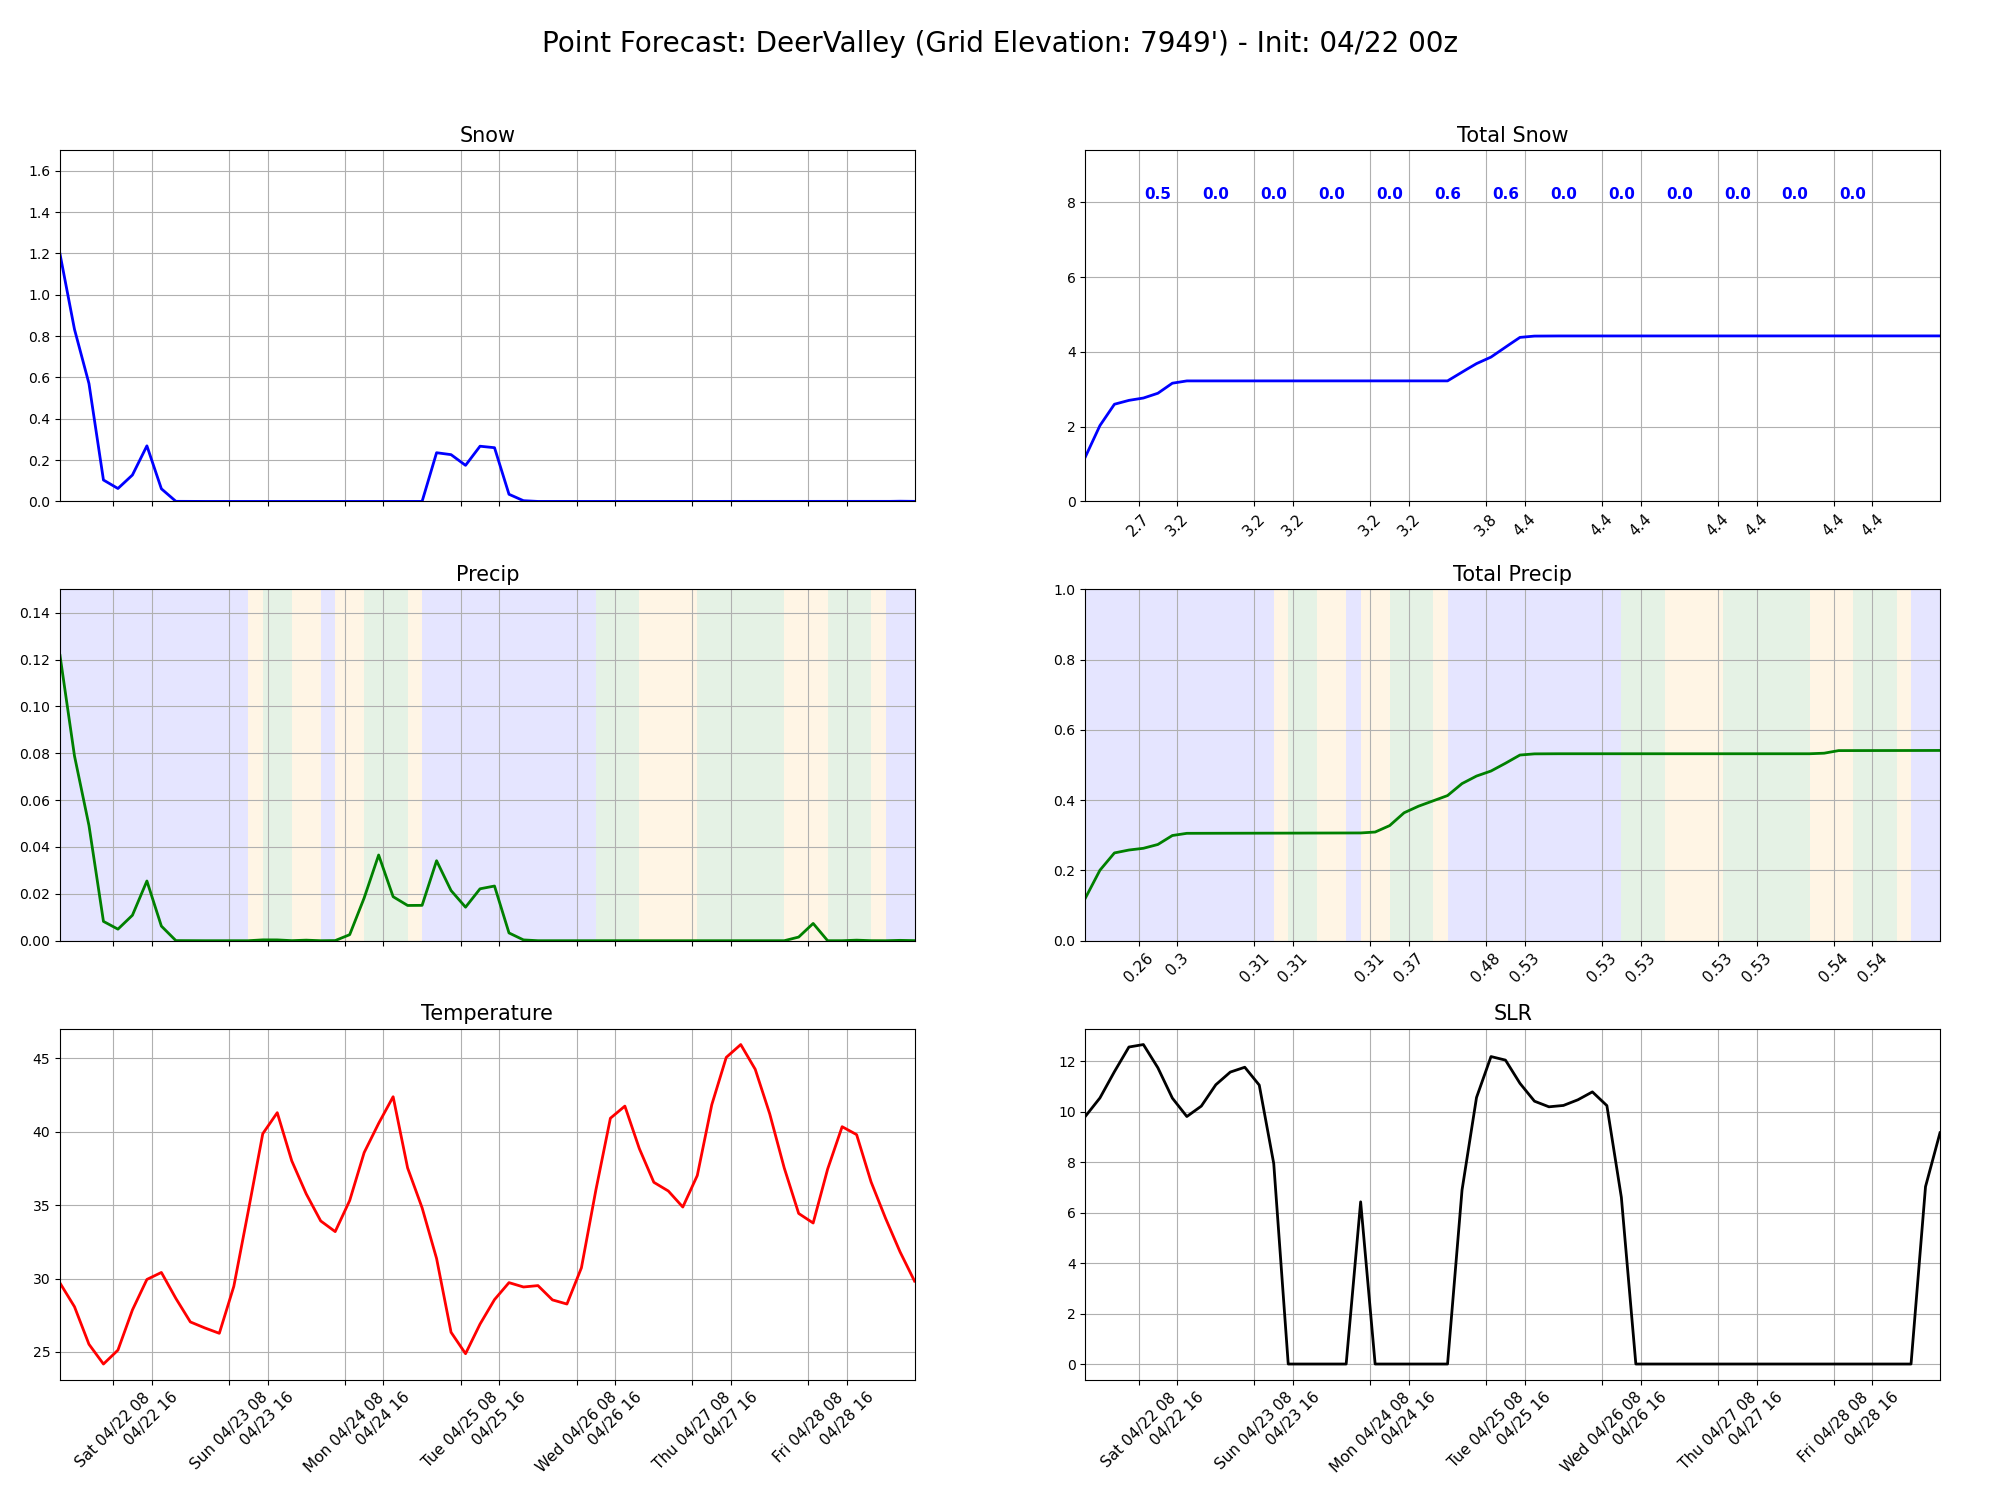 Point Forecast: DeerValley (Grid Elevation: 7949') - Init: 04/22 00z
Snow
1.6
1.4
1.2
1.0
0.8
0.6
0.4
0.2
0.0
Total Snow
0.5 0.0 0.0 0.0 0.0 0.6 0.6 0.0 0.0 0.0 0.0 0.0 0.0
8
6
4
2
0
2.7 3.2 3.2 3.2 3.2 3.2 3.8 4.4 4.4 4.4 4.4 4.4 4.4 4.4
Precip
0.14
0.12
0.10
0.08
0.06
0.04
0.02
0.00
Total Precip
1.0
0.8
0.6
0.4
0.2
0.0
0.26 0.3 0.31 0.31 0.31 0.37 0.48 0.53 0.53 0.53 0.53 0.53 0.54 0.54
Temperature
45
40
35
30
25
Sat 04/22 08
04/22 16
Sun 04/23 08
04/23 16
Mon 04/24 08
04/24 16
Tue 04/25 08
04/25 16
Wed 04/26 08
04/26 16
Thu 04/27 08
04/27 16
Fri 04/28 08
04/28 16
SLR
12
10
8
6
4
2
0
Sat 04/22 08
04/22 16
Sun 04/23 08
04/23 16
Mon 04/24 08
04/24 16
Tue 04/25 08
04/25 16
Wed 04/26 08
04/26 16
Thu 04/27 08
04/27 16
Fri 04/28 08
04/28 16